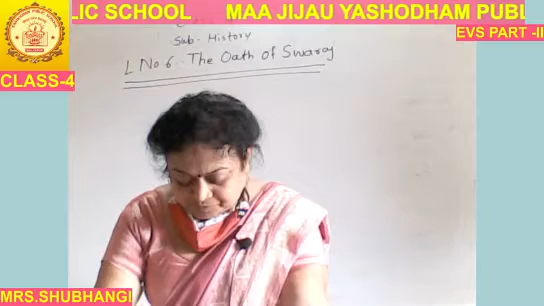 LIC SCHOOL MAA JIJAU YASHODHAM PUBL
EVS PART -II
Sub- History
L No 6. The Oath of Swaraj
CLASS-4
MRS.SHUBHANGI